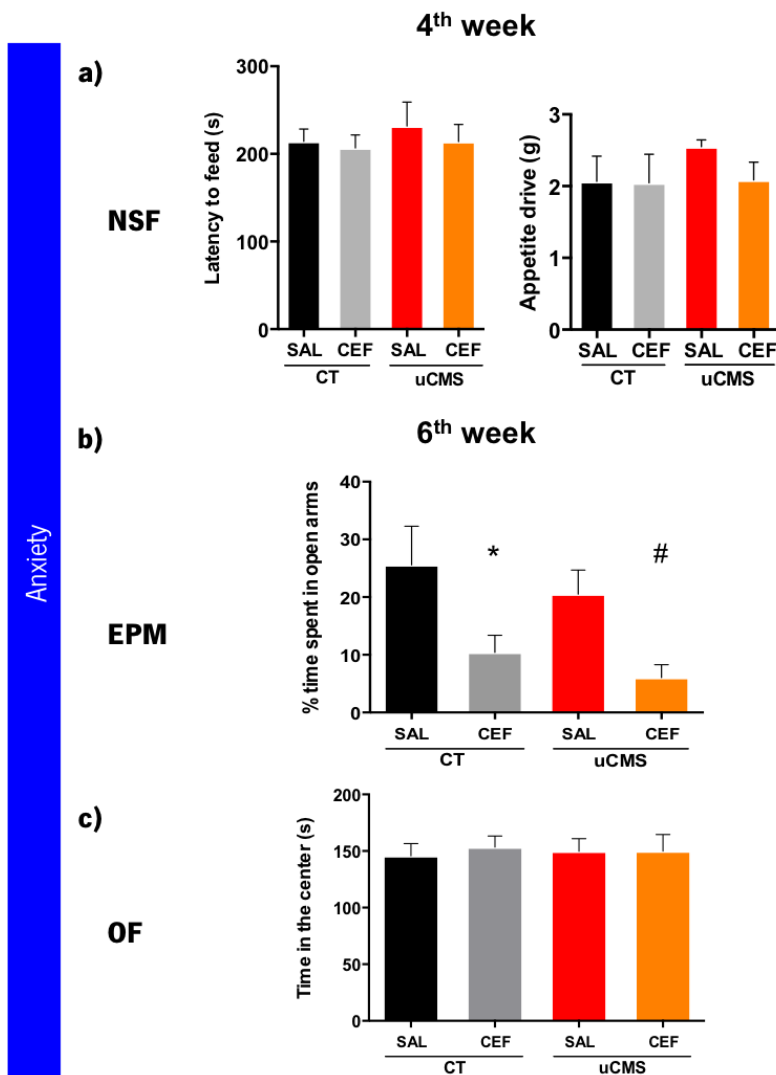 4th week
a)
NSF
Latency to feed (s)
300
200
100
0
SAL CEF SAL CEF
CT uCMS
Appetite drive (g)
3
2
1
0
SAL CEF SAL CEF
CT uCMS
b)
6th week
Anxiety
EPM
% time spent in open arms
40
30
20
10
0
* #
SAL CEF SAL CEF
CT uCMS
c)
OF
Time in the center (s)
200
150
100
50
0
SAL CEF SAL CEF
CT uCMS